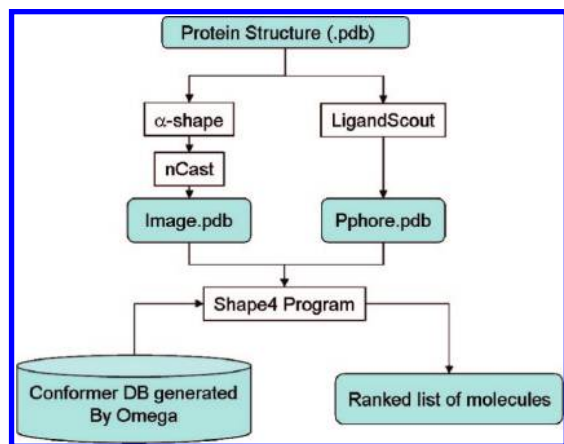 Protein Structure (.pdb)
α-shape
LigandScout
nCast
Image.pdb
Pphore.pdb
Shape4 Program
Conformer DB generated
By Omega
Ranked list of molecules